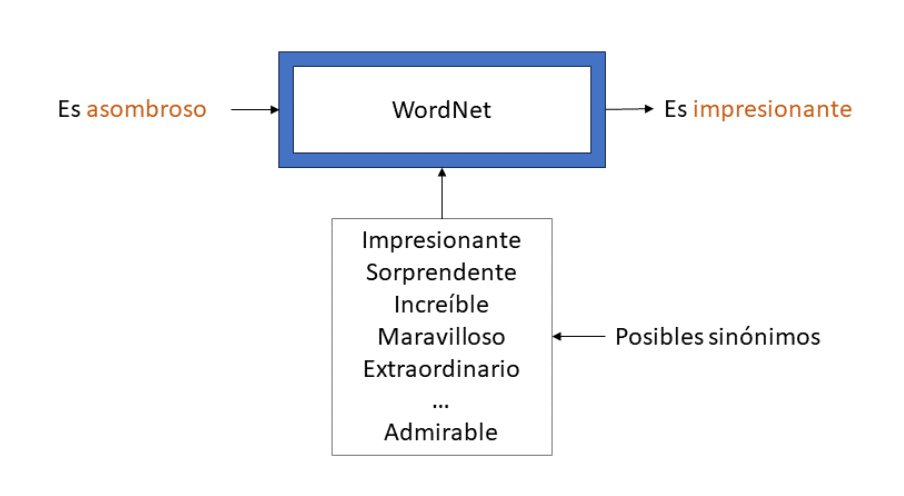 Es asombroso
WordNet
Es impresionante
Impresionante
Sorprendente
Increíble
Maravilloso
Extraordinario
...
Admirable
Posibles sinónimos